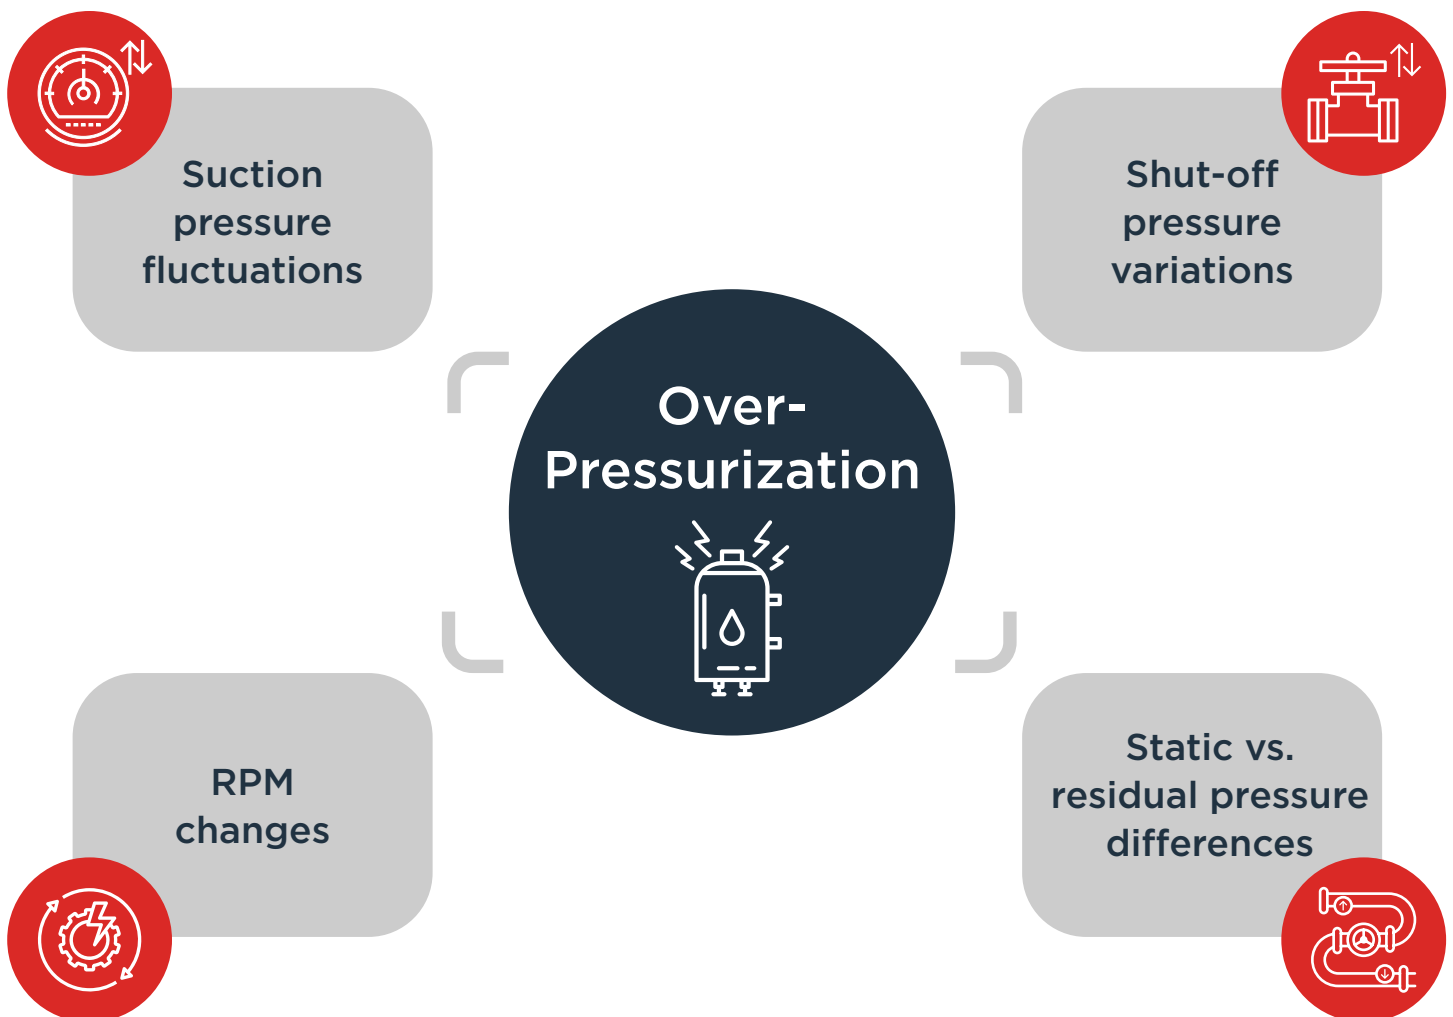 Suction
pressure
fluctuations
Shut-off
pressure
variations
Over-
Pressurization
RPM
changes
Static vs.
residual pressure
differences